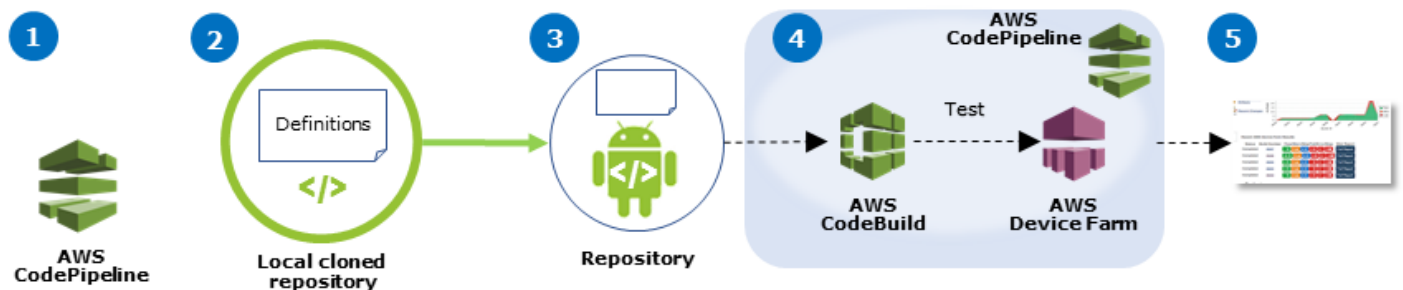 1
AWS
CodePipeline
2
Definitions
</>
Local cloned
repository
3
</>
Repository
4
AWS
CodePipeline
Test
AWS
CodeBuild
AWS
Device Farm
5